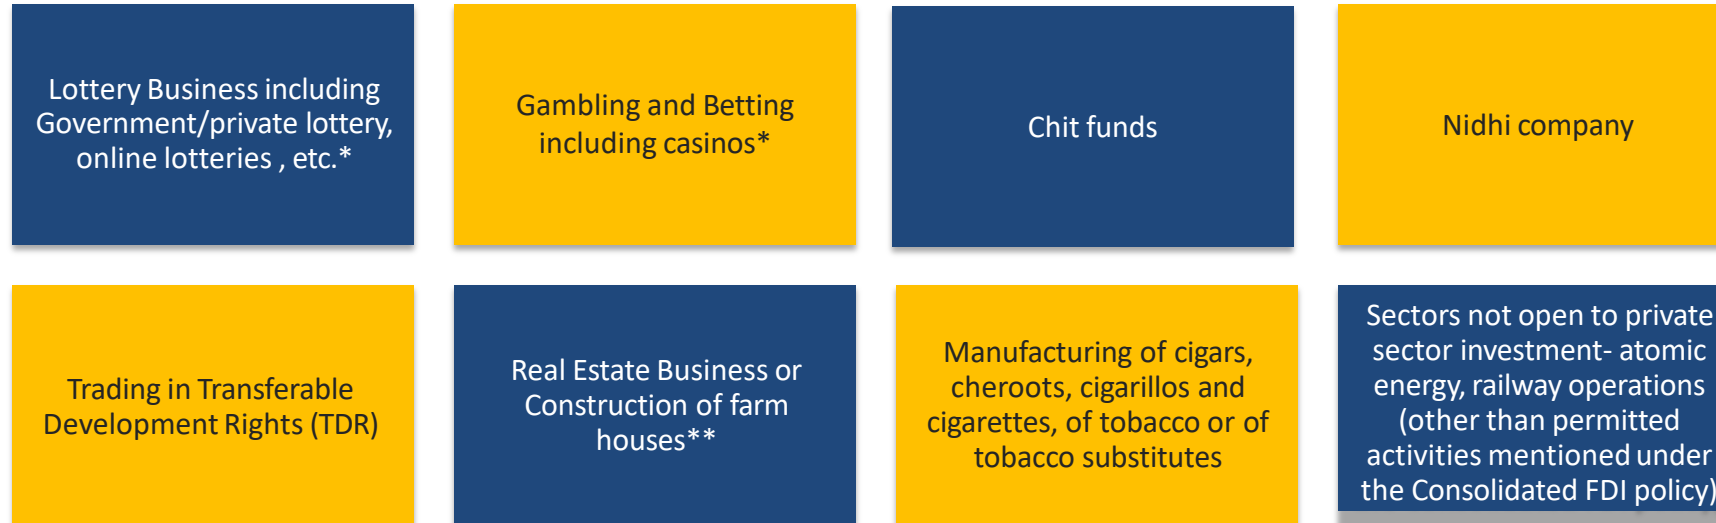 Lottery Business including
Government/private lottery,
online lotteries , etc.*
Gambling and Betting
including casinos*
Chit funds
Nidhi company
Trading in Transferable
Development Rights (TDR)
Real Estate Business or
Construction of farm
houses**
Manufacturing of cigars,
cheroots, cigarillos and
cigarettes, of tobacco or of
tobacco substitutes
Sectors not open to private
sector investment- atomic
energy, railway operations
(other than permitted
activities mentioned under
the Consolidated FDI policy)